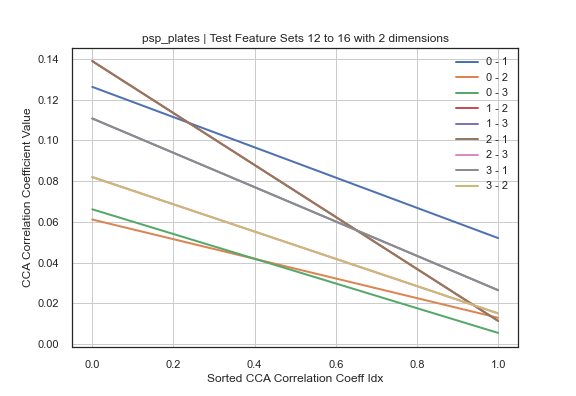 psp_plates | Test Feature Sets 12 to 16 with 2 dimensions
CCA Correlation Coefficient Value
0.14
0.12
0.10
0.08
0.06
0.04
0.02
0.00
0 - 1
0 - 2
0 - 3
1 - 2
1 - 3
2 - 1
2 - 3
3 - 1
3 - 2
0.0 0.2 0.4 0.6 0.8 1.0
Sorted CCA Correlation Coeff Idx